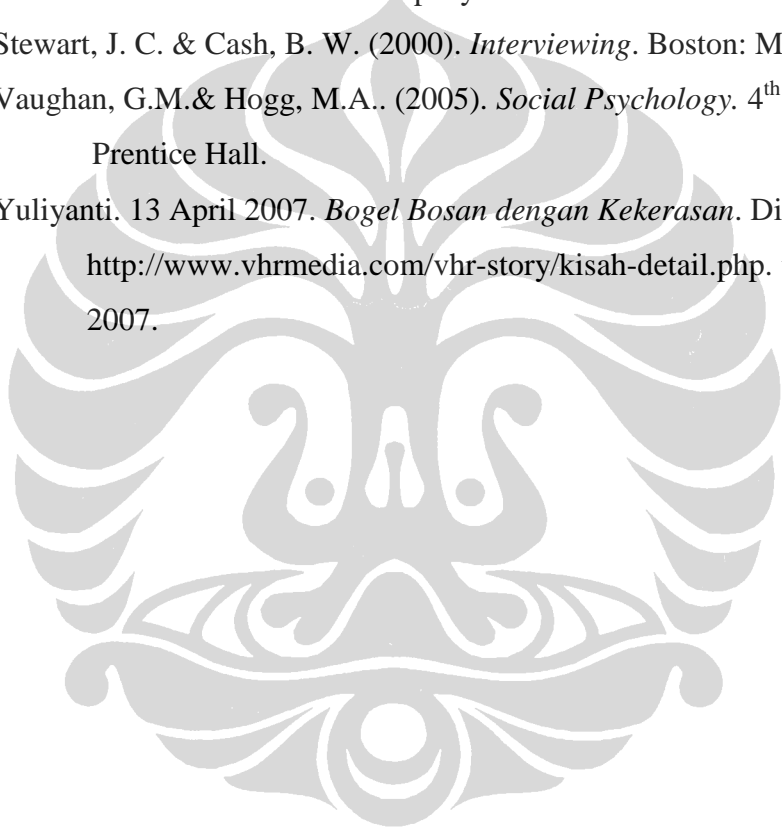 Stewart, J. C. & Cash, B. W. (2000). Interviewing. Boston: M
Vaughan, G.M.& Hogg, M.A.. (2005). Social Psychology. 4th
Prentice Hall.
Yuliyanti. 13 April 2007. Bogel Bosan dengan Kekerasan. Di
http://www.vhrmedia.com/vhr-story/kisah-detail.php.
2007.